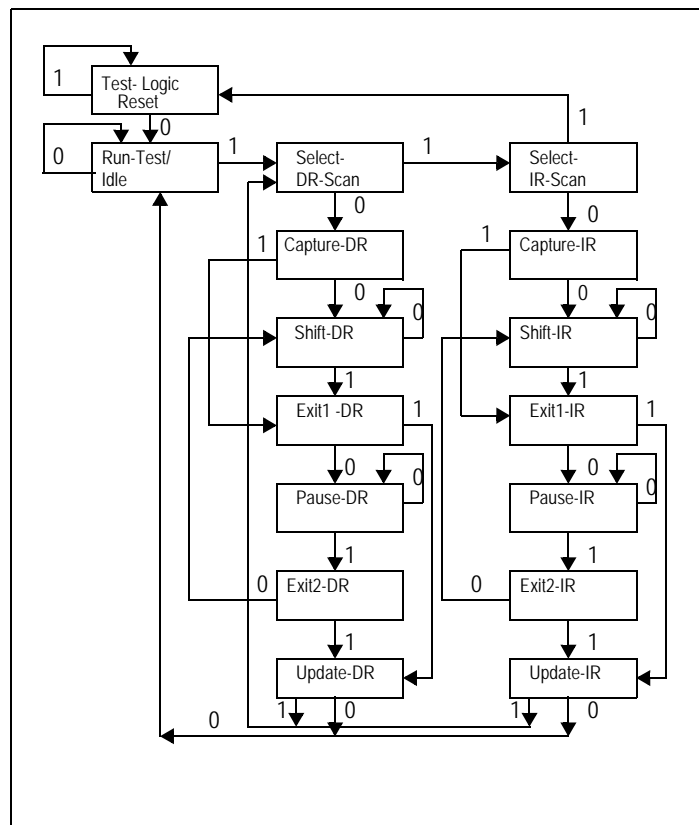 1
Test- Logic
Reset
1
0
0
Run-Test/
Idle
1
Select-
DR-Scan
1
Select-
IR-Scan
0
0
1
Capture-DR
1
Capture-IR
0
0
Shift-DR
0
Shift-IR
0
1
1
Exit1 -DR
1
Exit1-IR
1
0
0
Pause-DR
0
Pause-IR
0
1
1
0
Exit2-DR
0
Exit2-IR
1
1
Update-DR
Update-IR
1
0
1
0
0